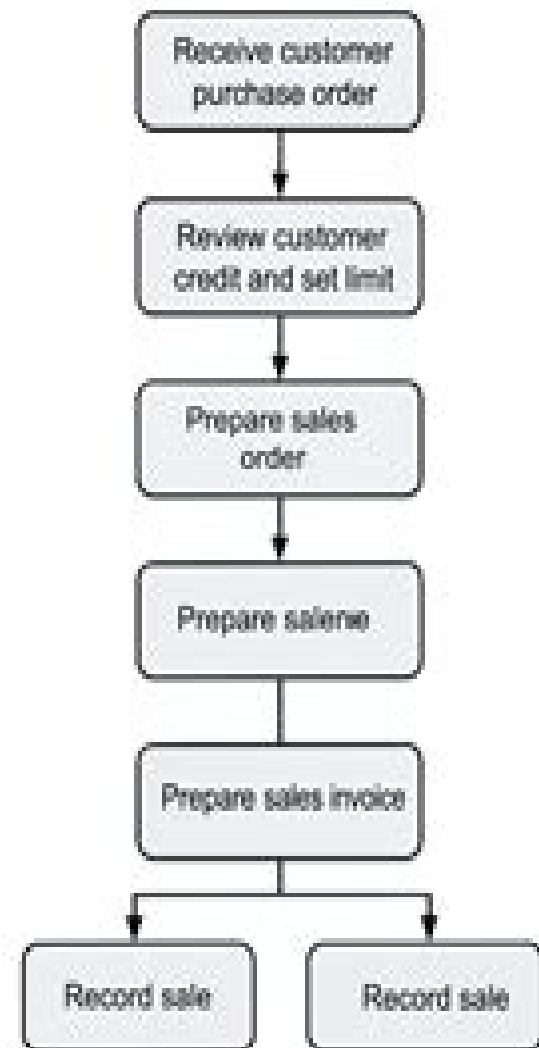 Receive customer
purchase order
Review customer
credit and set limit
Prepare sales
order
Prepare salenie
Prepare sales invoice
Record sale
Record sale